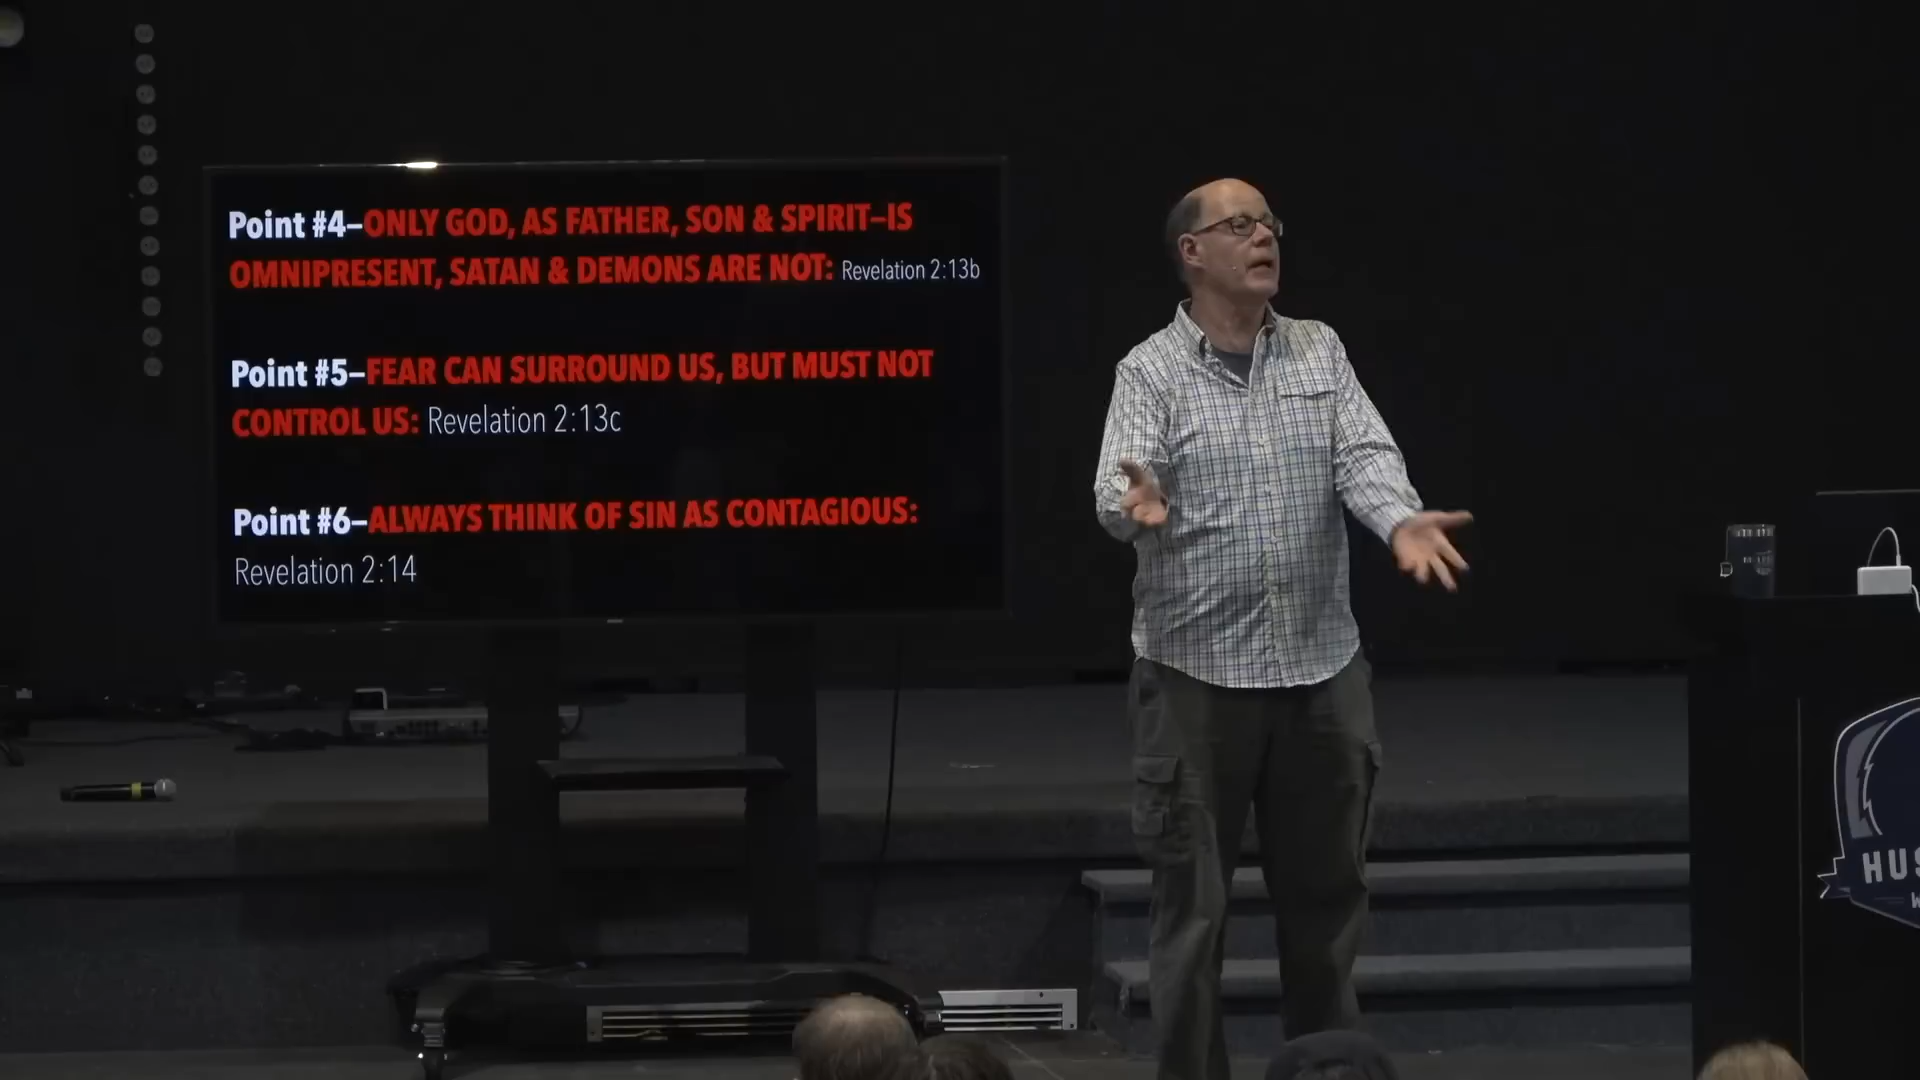 Point #4–ONLY GOD, AS FATHER, SON & SPIRIT–IS
OMNIPRESENT, SATAN & DEMONS ARE NOT: Revelation 2:13b
Point #5–FEAR CAN SURROUND US, BUT MUST NOT
CONTROL US: Revelation 2:13c
Point #6–ALWAYS THINK OF SIN AS CONTAGIOUS:
Revelation 2:14
HUS
W